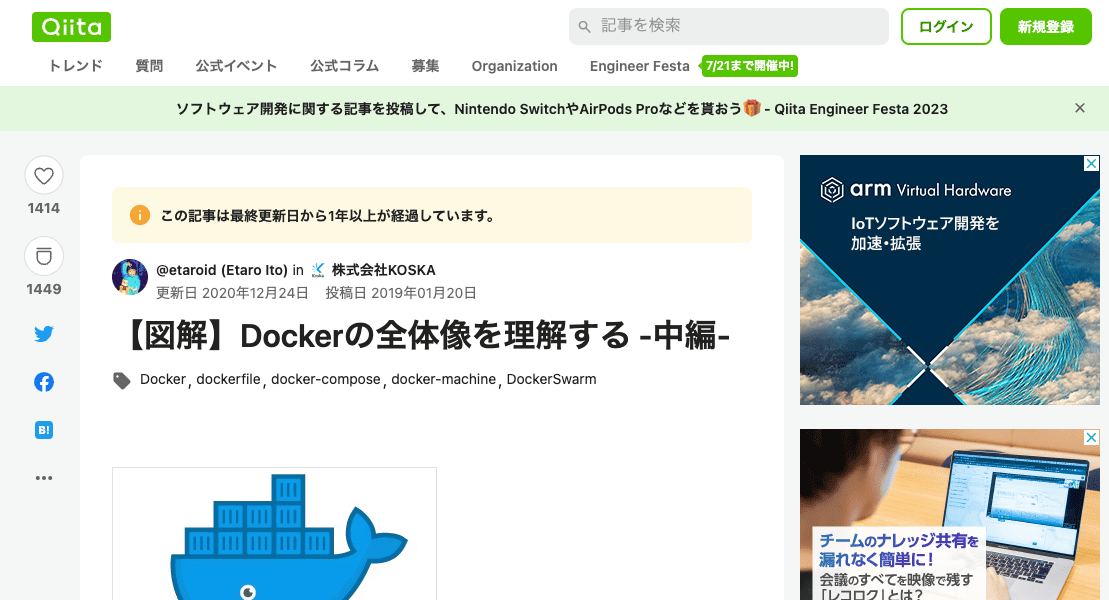 Qiita
記事を検索
ログイン
新規登録
トレンド
質問
公式イベント
公式コラム
募集
Organization
Engineer Festa
7/21まで開催中!
ソフトウェア開発に関する記事を投稿して、Nintendo SwitchやAirPods Proなどを貰おう🎁 - Qiita Engineer Festa 2023
1414
1449
B!
この記事は最終更新日から1年以上が経過しています。
@etaroid (Etaro Ito) in 株式会社KOSKA
更新日 2020年12月24日 投稿日 2019年01月20日
【図解】Dockerの全体像を理解する -中編-
Docker, dockerfile, docker-compose, docker-machine, DockerSwarm
arm Virtual Hardware
IoTソフトウェア開発を
加速・拡張
チームのナレッジ共有を
漏れなく簡単に!
会議のすべてを映像で残す
「レコログ」とは?